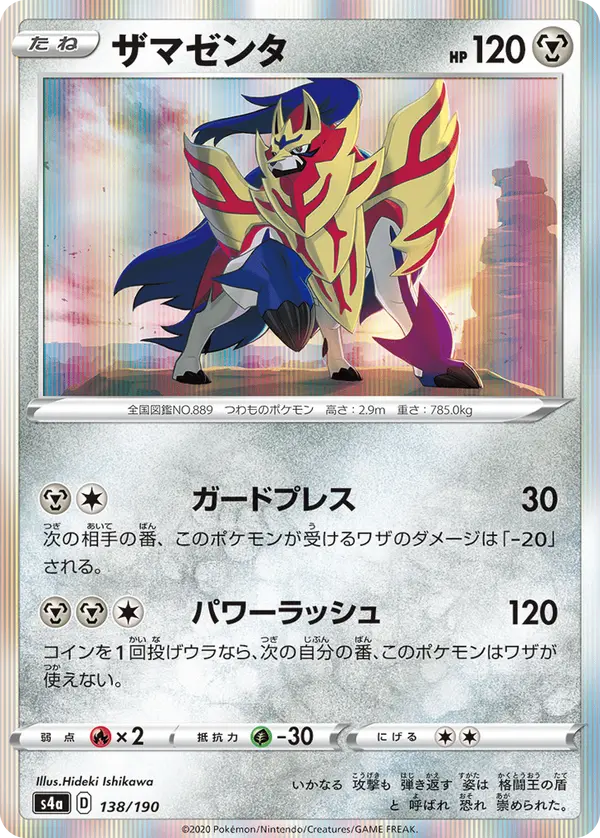 たね ザマゼンタ HP 120
全国図鑑NO.889 つわものポケモン 高さ:2.9m 重さ:785.0kg
ガードプレス 30
次の相手の番、このポケモンが受けるワザのダメージは「-20」
される。
パワーラッシュ 120
コインを1回投げウラなら、次の自分の番、このポケモンはワザが
使えない。
弱点 ×2 抵抗力 -30 にげる
Illus.Hideki Ishikawa
s4a D 138/190
いかなる 攻撃も 弾き返す 姿は 格闘王の盾
と 呼ばれ 恐れ 崇められた。
©2020 Pokémon/Nintendo/Creatures/GAME FREAK.